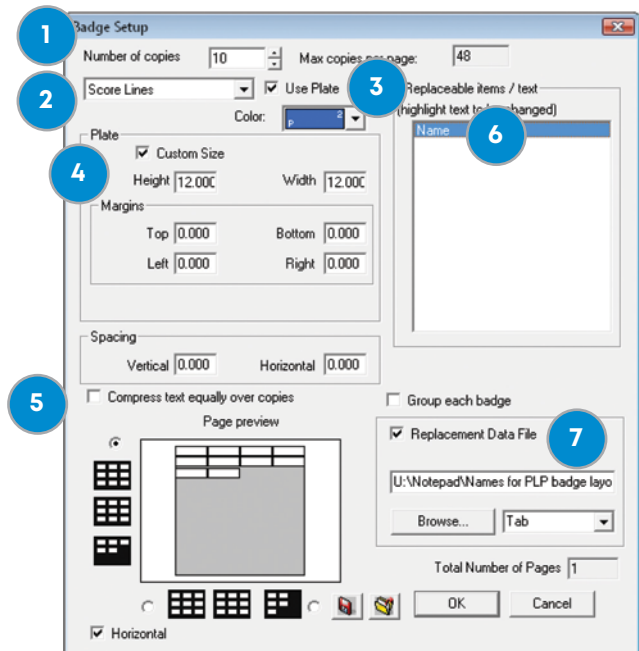 Badge Setup
1
Number of copies 10 Max copies per page: 48
2
Score Lines Use Plate 3 Replaceable items / text
Color: P 2 (highlight text to be changed)
Plate Name 6
4
Custom Size
Height 12.000 Width 12.000
Margins
Top 0.000 Bottom 0.000
Left 0.000 Right 0.000
Spacing
Vertical 0.000 Horizontal 0.000
5
Compress text equally over copies Group each badge
Page preview Replacement Data File 7
U:\Notepad\Names for PLP badge layo
Browse... Tab
Total Number of Pages 1
OK Cancel
Horizontal